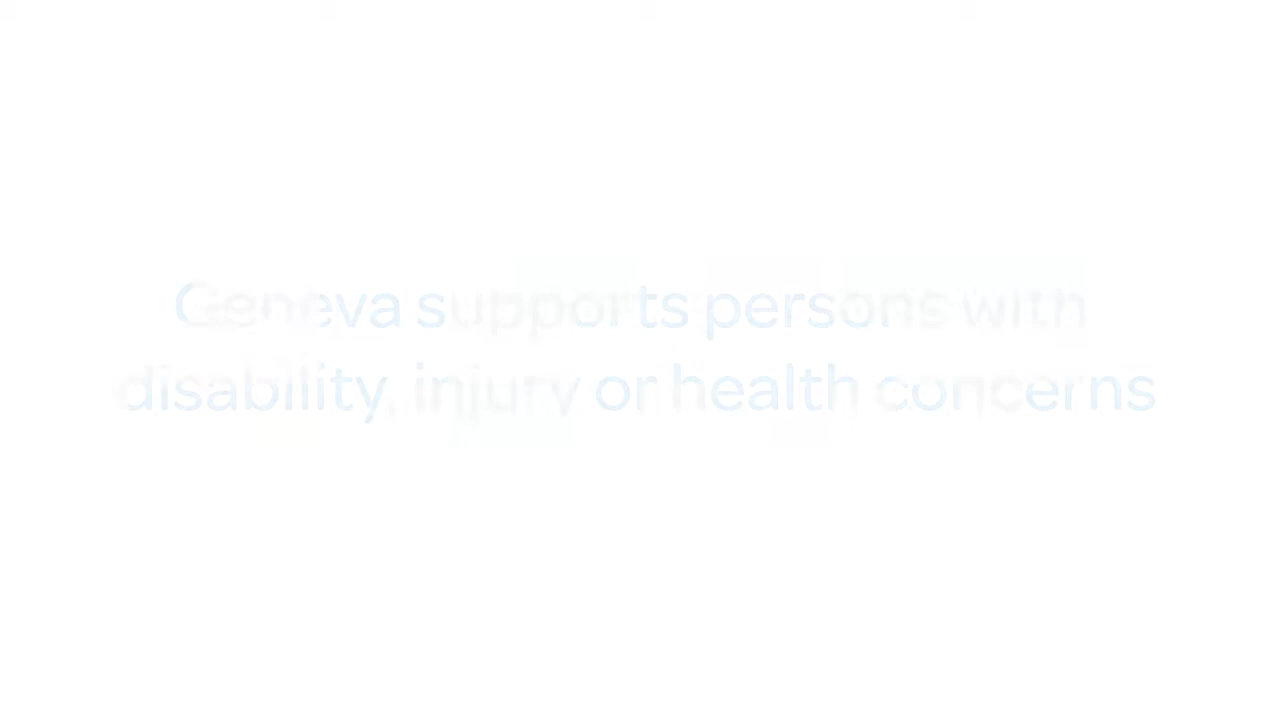 Geneva supports persons with
disability, injury or health concerns